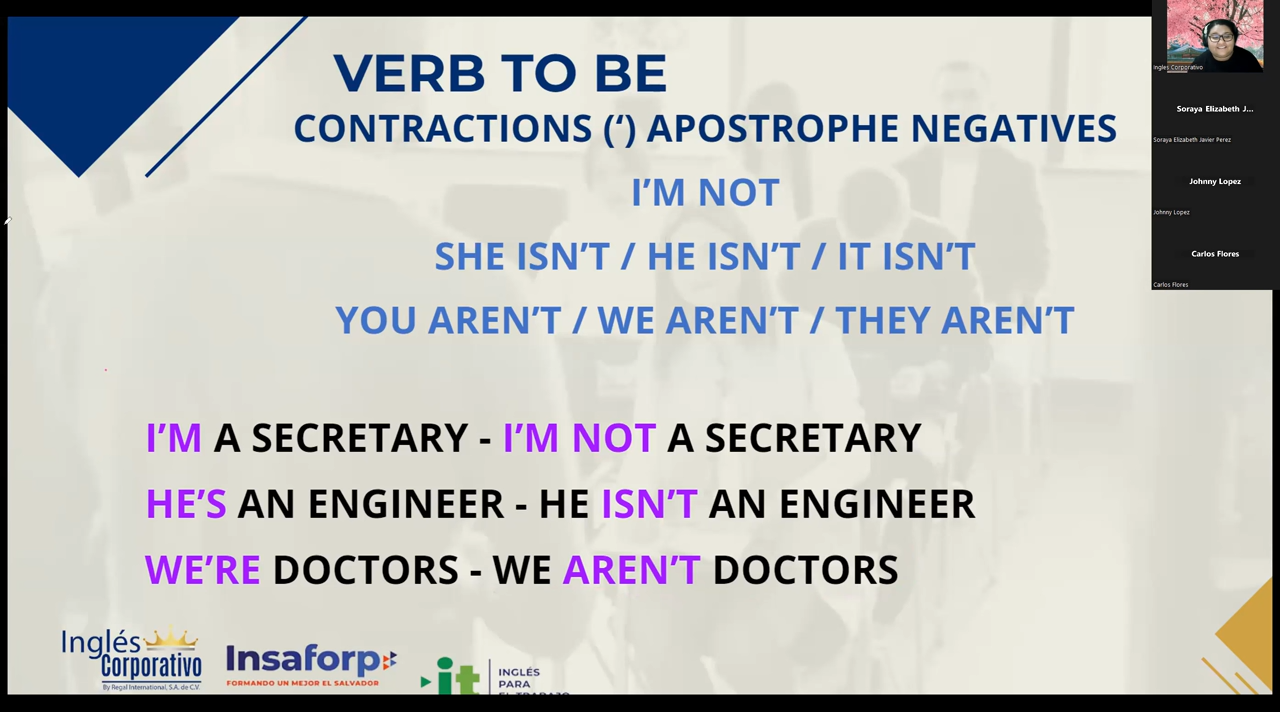 VERB TO BE
CONTRACTIONS (‘) APOSTROPHE NEGATIVES
I’M NOT
SHE ISN’T / HE ISN’T / IT ISN’T
YOU AREN’T / WE AREN’T / THEY AREN’T
I’M A SECRETARY - I’M NOT A SECRETARY
HE’S AN ENGINEER - HE ISN’T AN ENGINEER
WE’RE DOCTORS - WE AREN’T DOCTORS
Inglés
Corporativo
By Regal International, S.A. de C.V.
Insaforp
FORMANDO UN MEJOR EL SALVADOR
it
INGLÉS
PARA
EL TRABAJO
Ingles Corporativo
Soraya Elizabeth J...
Soraya Elizabeth Javier Perez
Johnny Lopez
Johnny Lopez
Carlos Flores
Carlos Flores